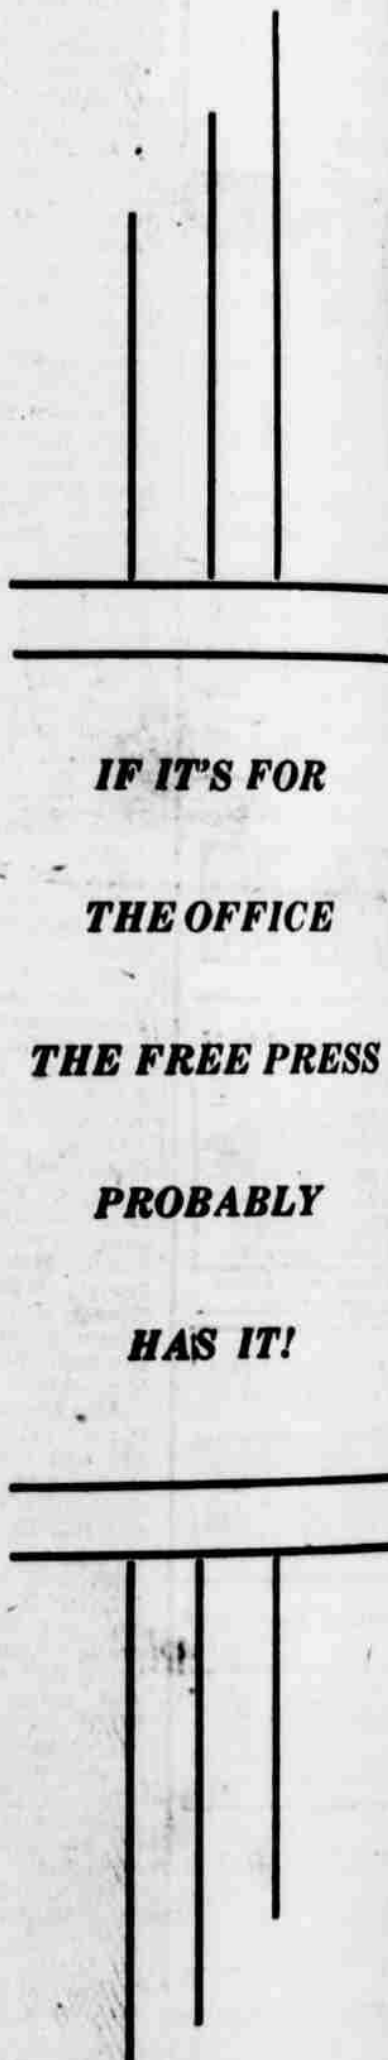 IF IT'S FOR
THE OFFICE
THE FREE PRESS
PROBABLY
HAS IT!